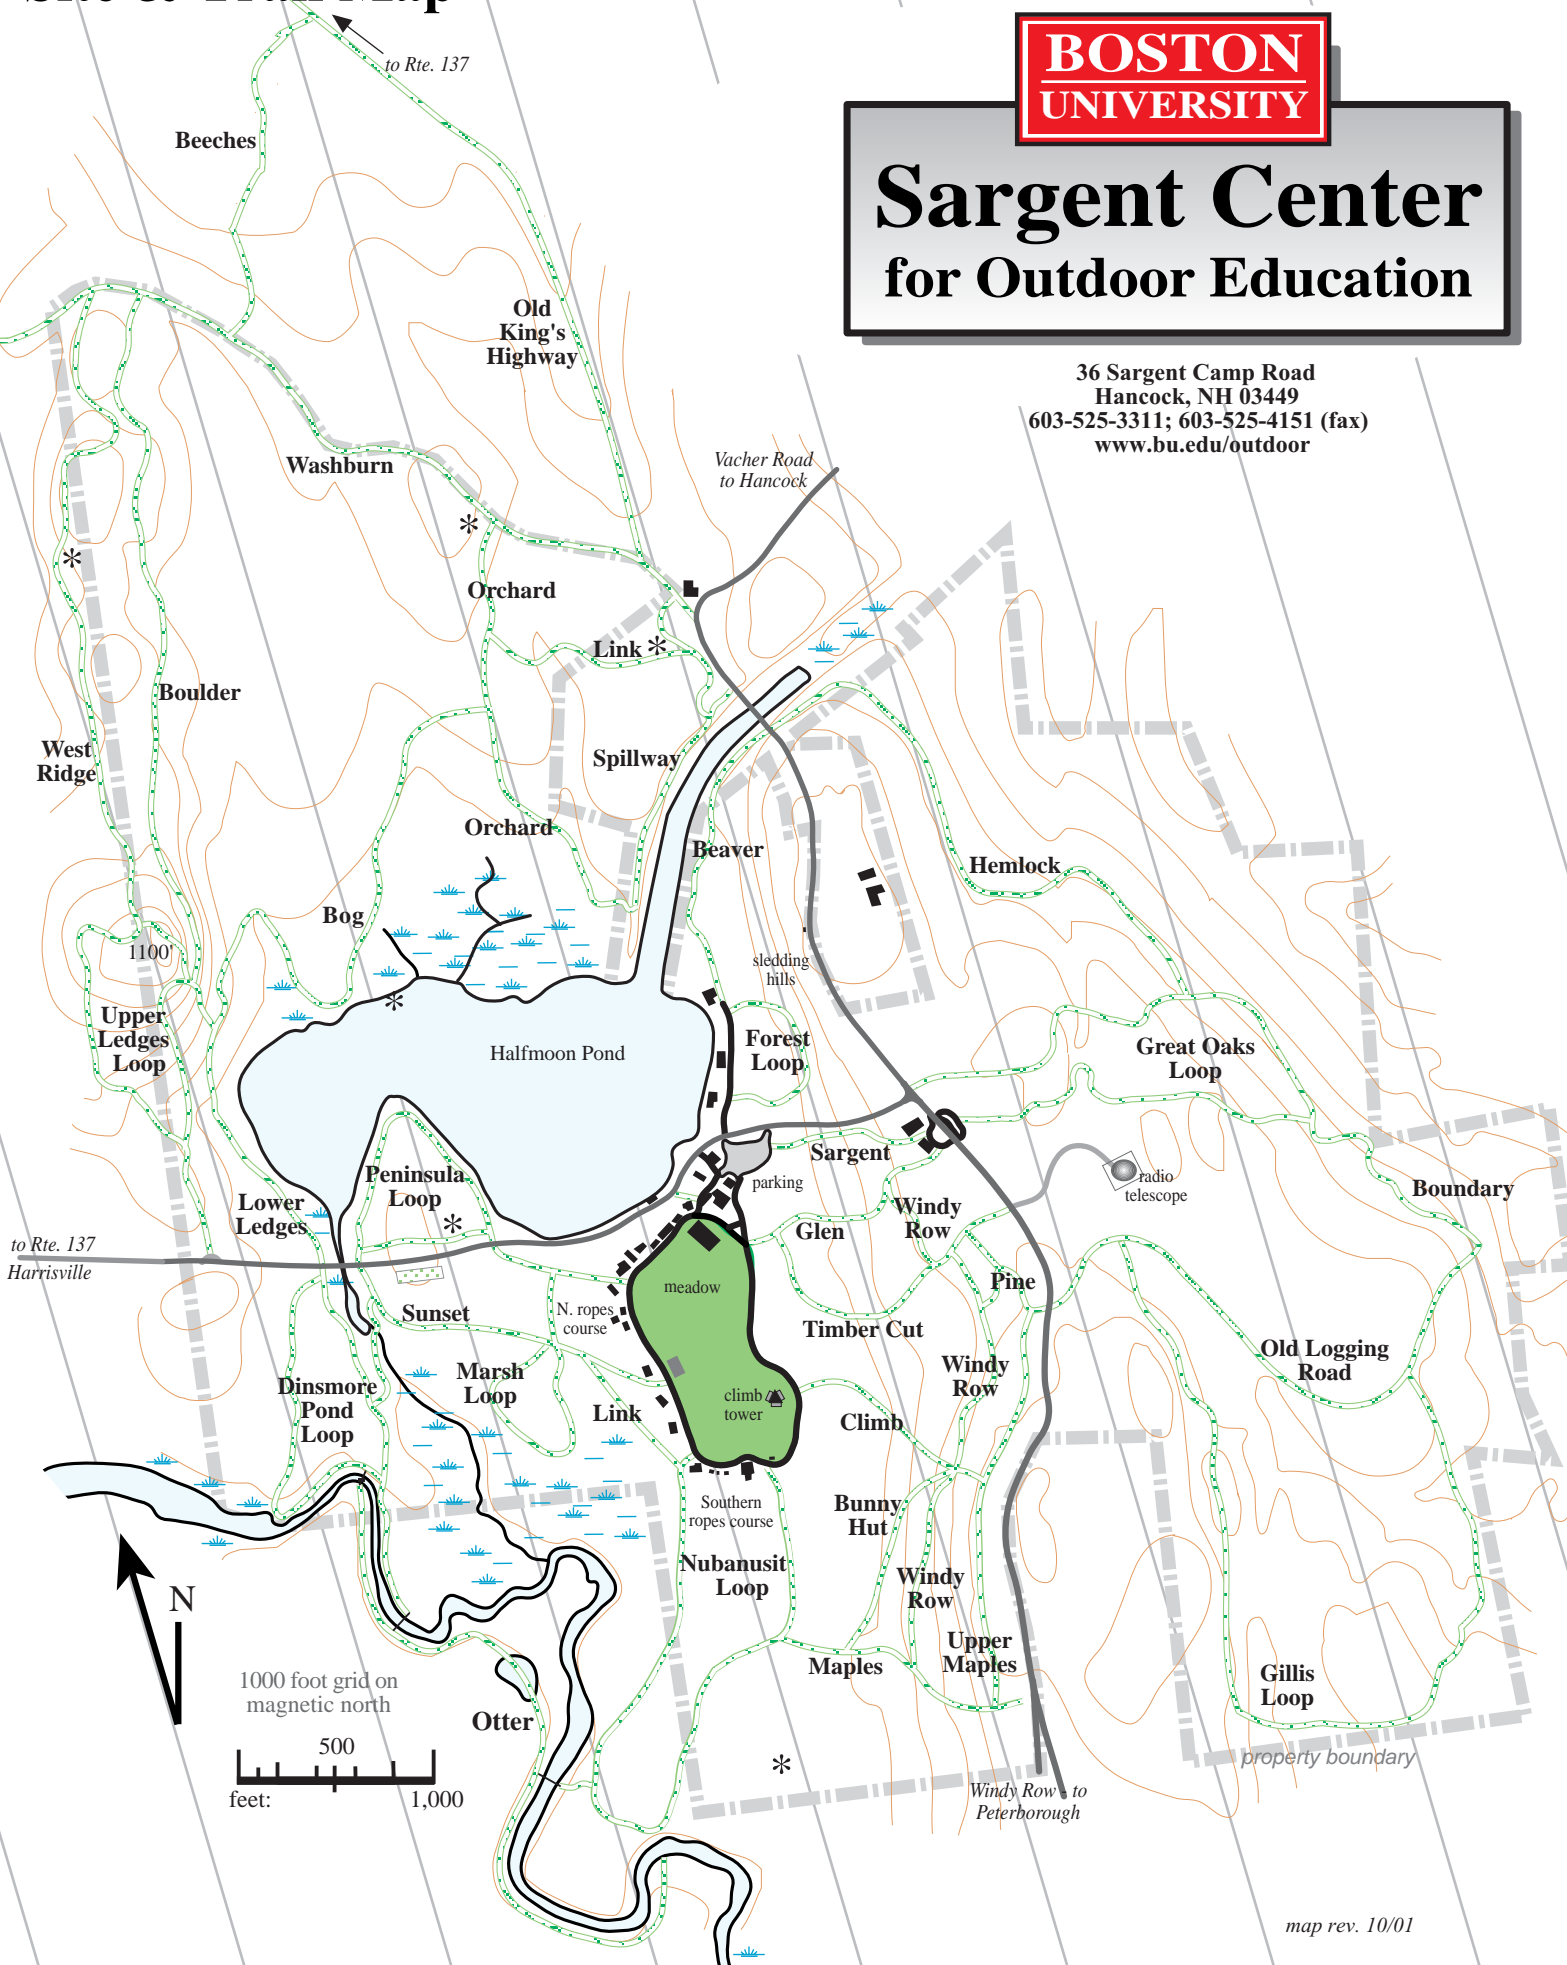 Site & Trail Map
to Rte. 137
BOSTON
UNIVERSITY
Sargent Center
for Outdoor Education
36 Sargent Camp Road
Hancock, NH 03449
603-525-3311; 603-525-4151 (fax)
www.bu.edu/outdoor
Beeches
Old
King's
Highway
Washburn
Vacher Road
to Hancock
Orchard
Link
Boulder
West
Ridge
Spillway
Orchard
Beaver
Hemlock
Bog
1100'
sledding
hills
Upper
Ledges
Loop
Halfmoon Pond
Forest
Loop
Great Oaks
Loop
Sargent
parking
radio
telescope
Boundary
Peninsula
Loop
Lower
Ledges
Windy
Row
Glen
to Rte. 137
Harrisville
meadow
Pine
Sunset
N. ropes
course
Timber Cut
Old Logging
Road
Marsh
Loop
Windy
Row
Dinsmore
Pond
Loop
climb
tower
Link
Climb
Southern
ropes course
Bunny
Hut
Nubanusit
Loop
Windy
Row
N
Upper
Maples
Maples
Gillis
Loop
1000 foot grid on
magnetic north
Otter
500
feet:
1,000
property boundary
Windy Row - to
Peterborough
map rev. 10/01